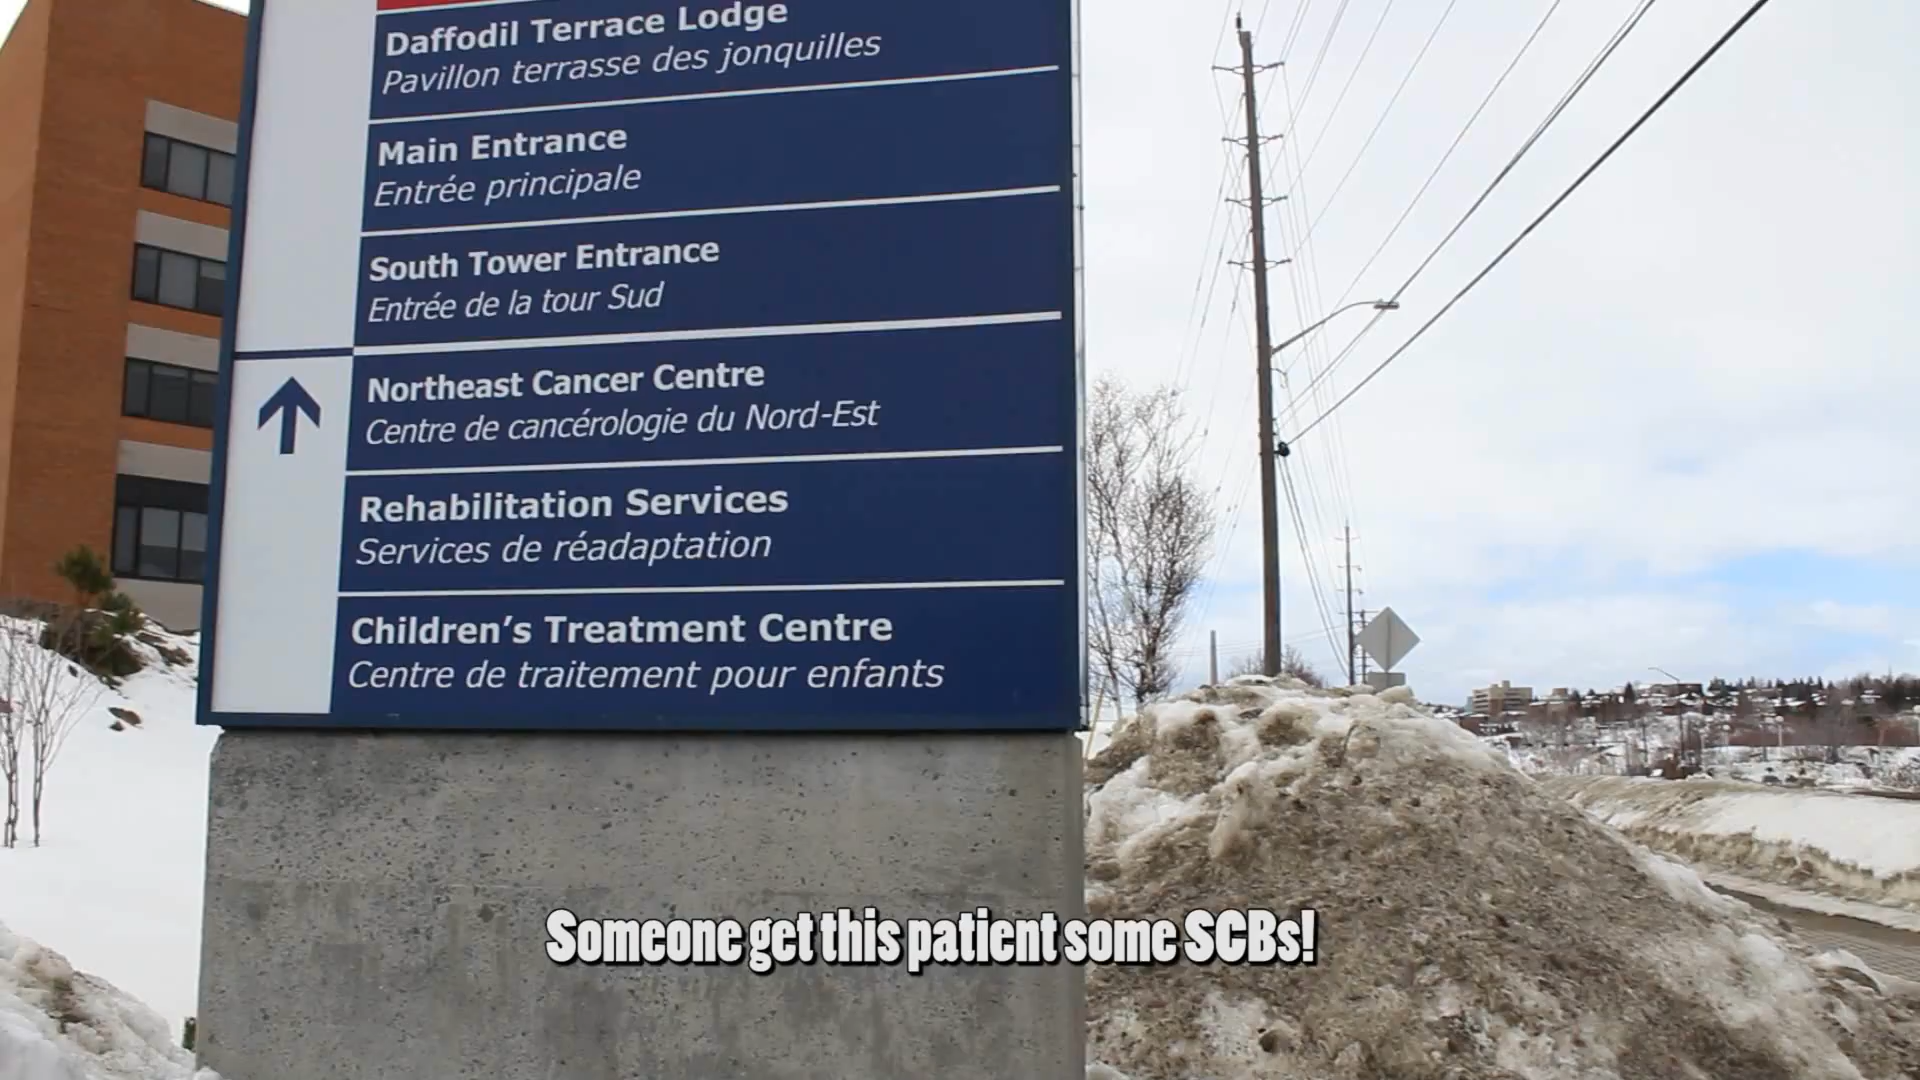 Daffodil Terrace Lodge
Pavillon terrasse des jonquilles
Main Entrance
Entrée principale
South Tower Entrance
Entrée de la tour Sud
Northeast Cancer Centre
Centre de cancérologie du Nord-Est
Rehabilitation Services
Services de réadaptation
Children's Treatment Centre
Centre de traitement pour enfants
Someone get this patient some SCBs!